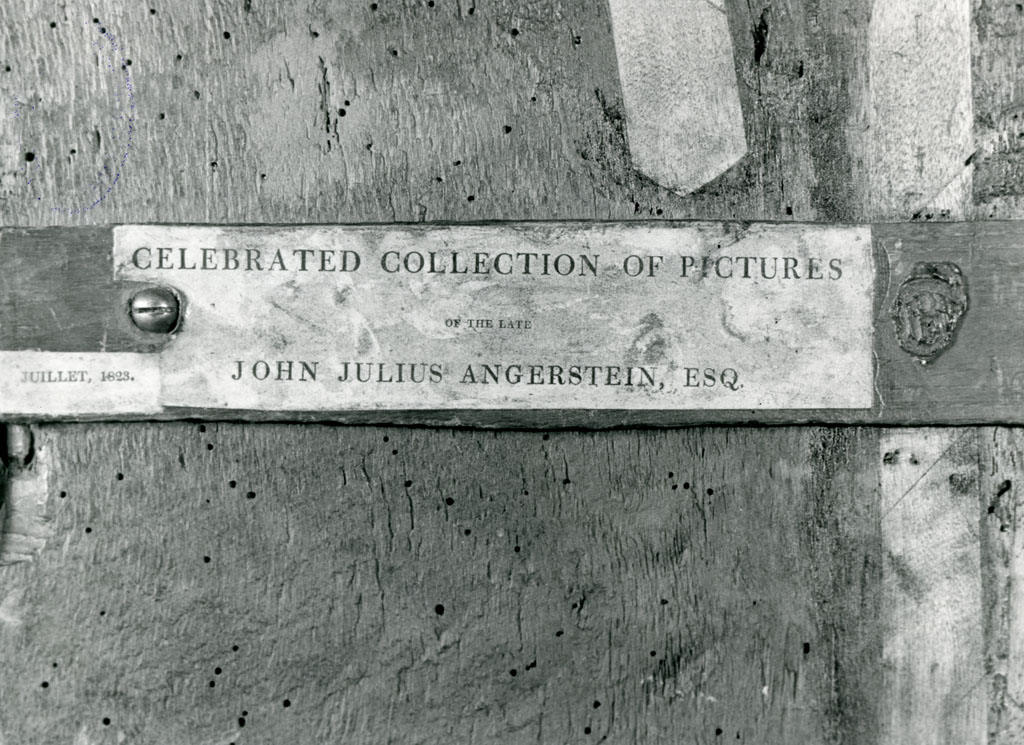 CELEBRATED COLLECTION OF PICTURES
OF THE LATE
JOHN JULIUS ANGERSTEIN, ESQ.
JUILLET, 1823.